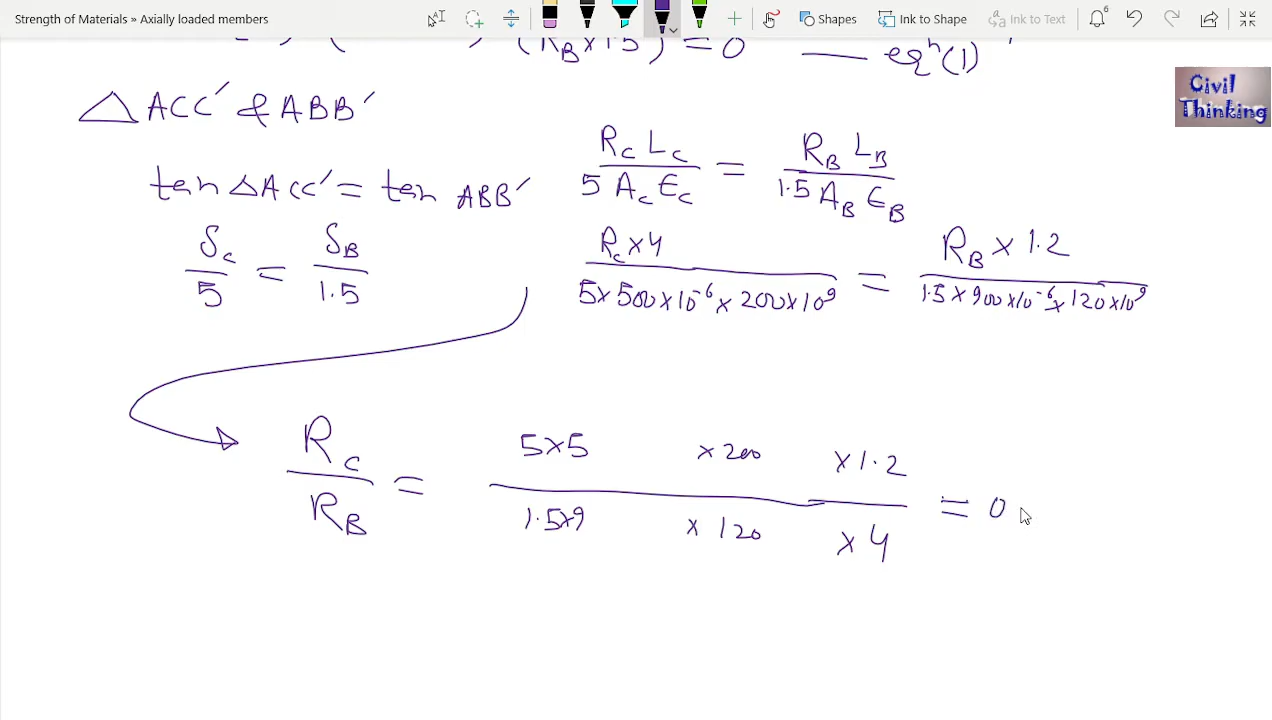 Strength of Materials » Axially loaded members
Shapes
Ink to Shape
Ink to Text
6
(R_B × 1.5) = 0 — eqⁿ(1)
Civil Thinking
△ ACC′ & ABB′
tan △ACC′ = tan ABB′
δ_c / 5 = δ_B / 1.5
R_c L_c / 5 A_c E_c = R_B L_B / 1.5 A_B E_B
R_c × 4 / 5 × 500 × 10⁻⁶ × 200 × 10⁹ = R_B × 1.2 / 1.5 × 900 × 10⁻⁶ × 120 × 10⁹
R_c / R_B = 5×5 × 200 × 1.2 / 1.5×9 × 120 × 4 = 0